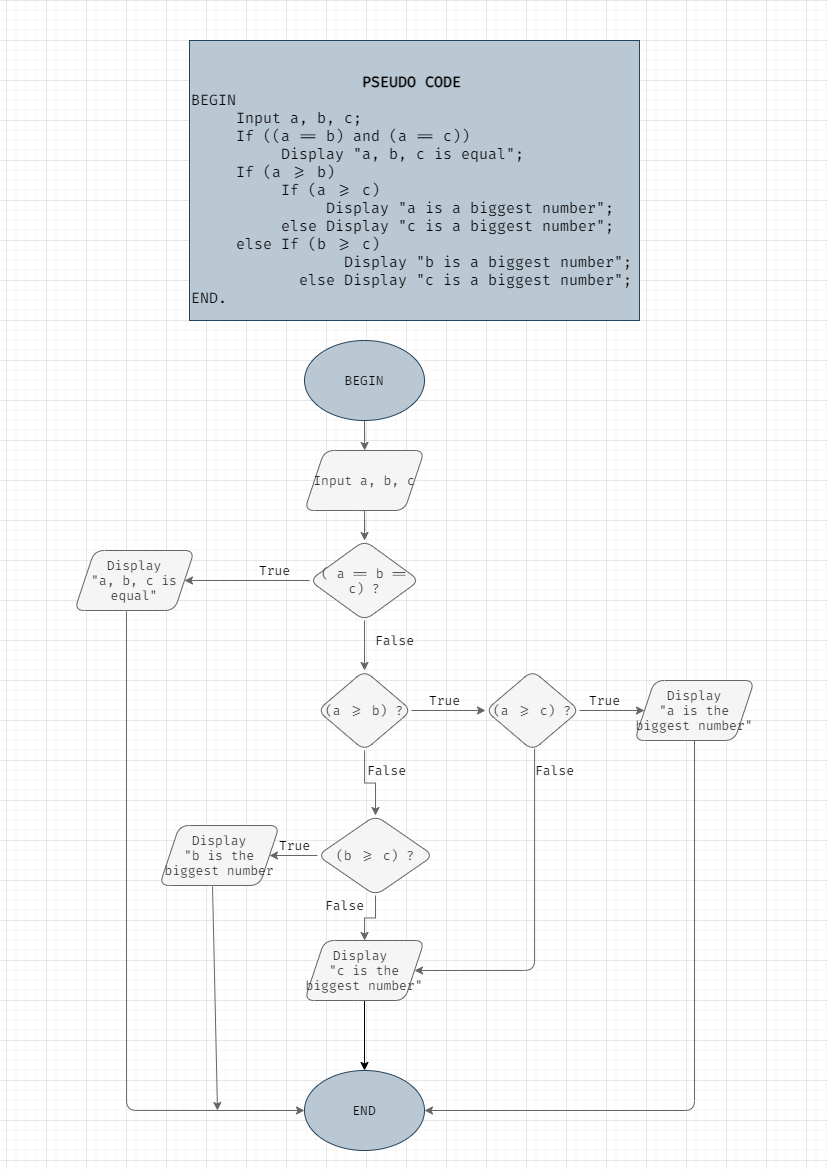 PSEUDO CODE
BEGIN
Input a, b, c;
If ((a == b) and (a == c))
Display "a, b, c is equal";
If (a >= b)
If (a >= c)
Display "a is a biggest number";
else Display "c is a biggest number";
else If (b >= c)
Display "b is a biggest number";
else Display "c is a biggest number";
END.
BEGIN
Input a, b, c
( a == b ==
c) ?
True
Display
"a, b, c is
equal"
False
(a >= b) ?
True
(a >= c) ?
True
Display
"a is the
biggest number"
False
False
(b >= c) ?
True
Display
"b is the
biggest number
False
Display
"c is the
biggest number"
END